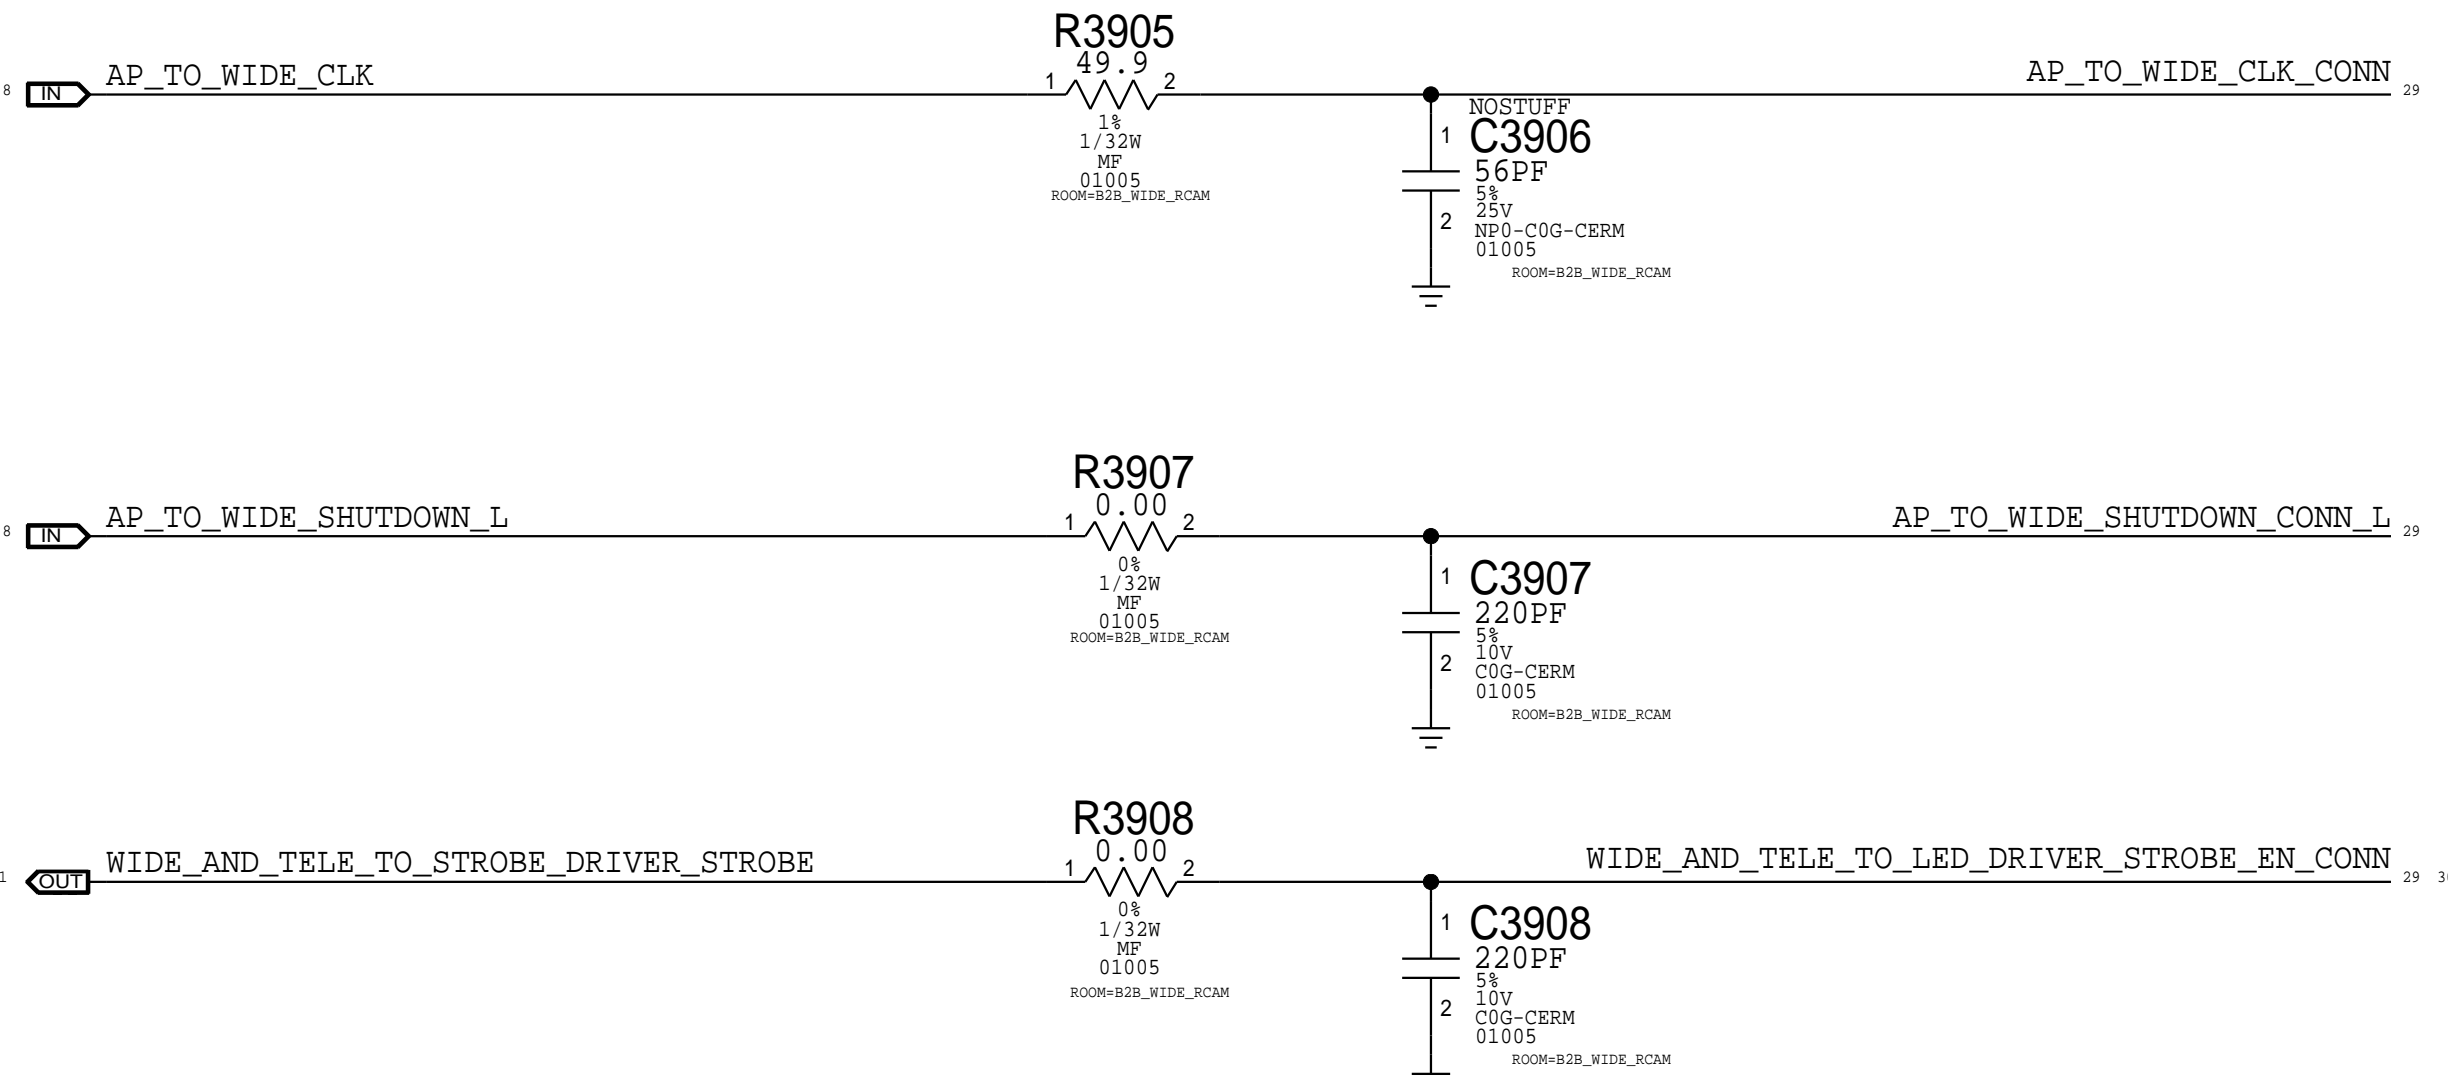 R3905
49.9
8 IN AP_TO_WIDE_CLK 1 2 AP_TO_WIDE_CLK_CONN 29
1%
1/32W
MF
01005
ROOM=B2B_WIDE_RCAM
NOSTUFF
1 C3906
56PF
5%
25V
2 NP0-C0G-CERM
01005
ROOM=B2B_WIDE_RCAM
R3907
0.00
8 IN AP_TO_WIDE_SHUTDOWN_L 1 2 AP_TO_WIDE_SHUTDOWN_CONN_L 29
0%
1/32W
MF
01005
ROOM=B2B_WIDE_RCAM
1 C3907
220PF
5%
10V
2 C0G-CERM
01005
ROOM=B2B_WIDE_RCAM
R3908
0.00
1 OUT WIDE_AND_TELE_TO_STROBE_DRIVER_STROBE 1 2 WIDE_AND_TELE_TO_LED_DRIVER_STROBE_EN_CONN 29
0%
1/32W
MF
01005
ROOM=B2B_WIDE_RCAM
1 C3908
220PF
5%
10V
2 C0G-CERM
01005
ROOM=B2B_WIDE_RCAM